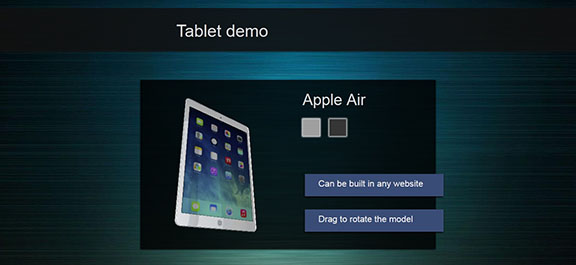 Tablet demo
Apple Air
Can be built in any website
Drag to rotate the model